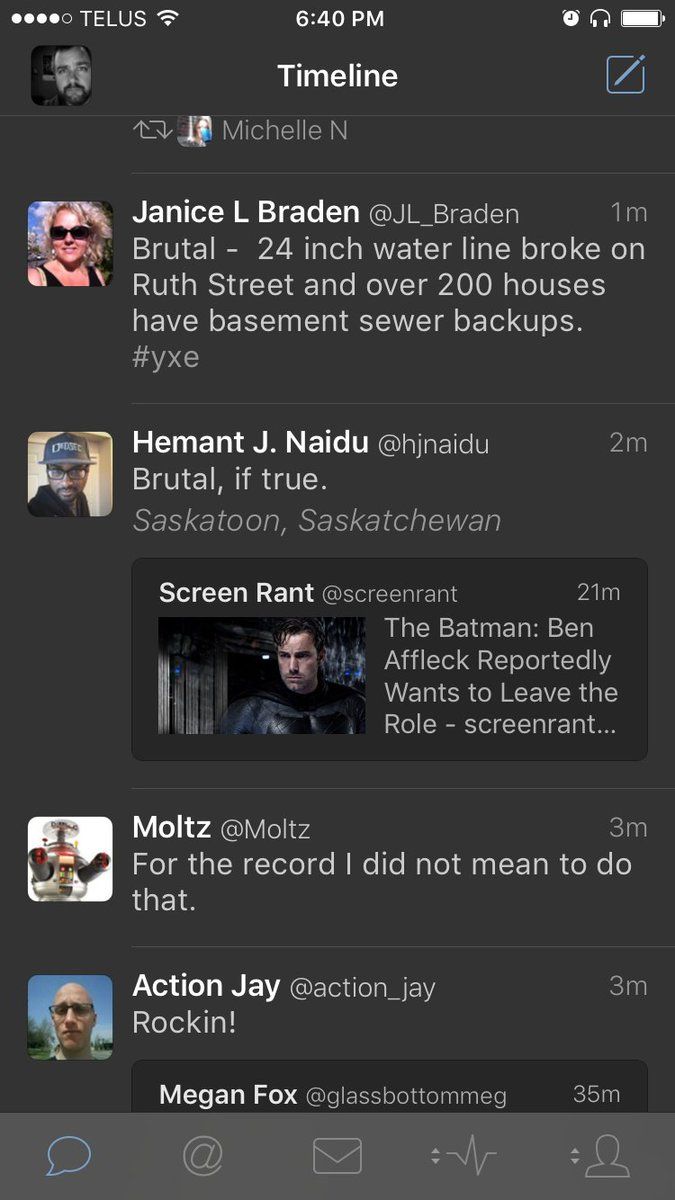 TELUS 6:40 PM
Timeline
Michelle N
Janice L Braden @JL_Braden 1m
Brutal - 24 inch water line broke on
Ruth Street and over 200 houses
have basement sewer backups.
#yxe
Hemant J. Naidu @hjnaidu 2m
Brutal, if true.
Saskatoon, Saskatchewan
Screen Rant @screenrant 21m
The Batman: Ben
Affleck Reportedly
Wants to Leave the
Role - screenrant...
Moltz @Moltz 3m
For the record I did not mean to do
that.
Action Jay @action_jay 3m
Rockin!
Megan Fox @glassbottommeg 35m